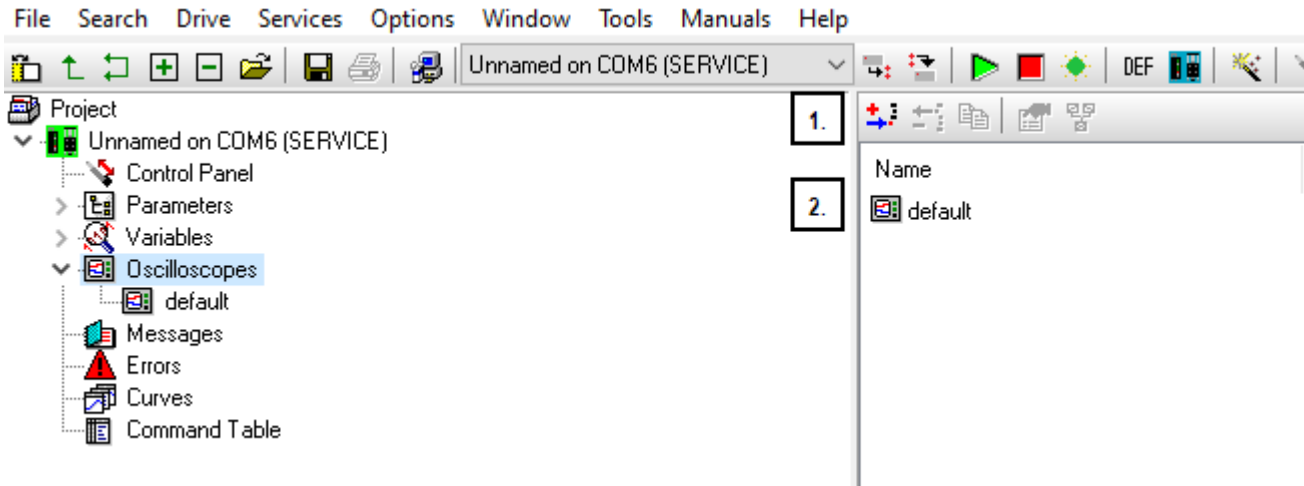 File Search Drive Services Options Window Tools Manuals Help
Unnamed on COM6 (SERVICE) DEF
Project
1.
Unnamed on COM6 (SERVICE)
Control Panel
Name
Parameters
2.
default
Variables
Oscilloscopes
default
Messages
Errors
Curves
Command Table